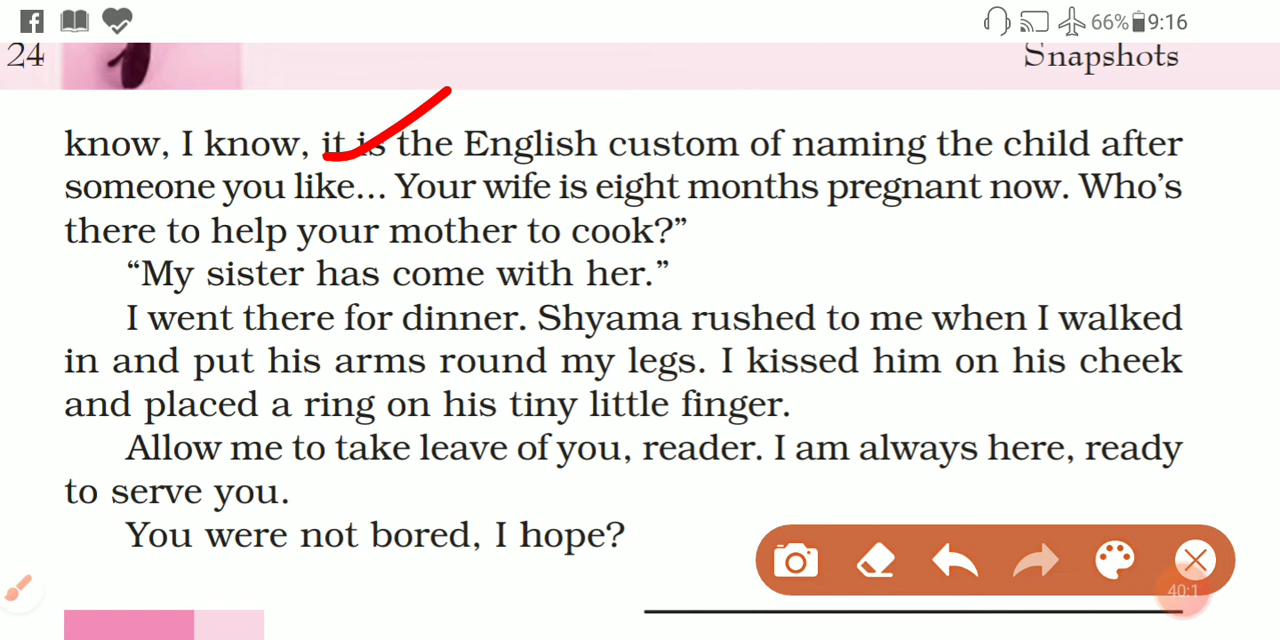 66% 9:16
24 Snapshots
know, I know, it is the English custom of naming the child after
someone you like... Your wife is eight months pregnant now. Who's
there to help your mother to cook?”
“My sister has come with her.”
I went there for dinner. Shyama rushed to me when I walked
in and put his arms round my legs. I kissed him on his cheek
and placed a ring on his tiny little finger.
Allow me to take leave of you, reader. I am always here, ready
to serve you.
You were not bored, I hope?
40:1